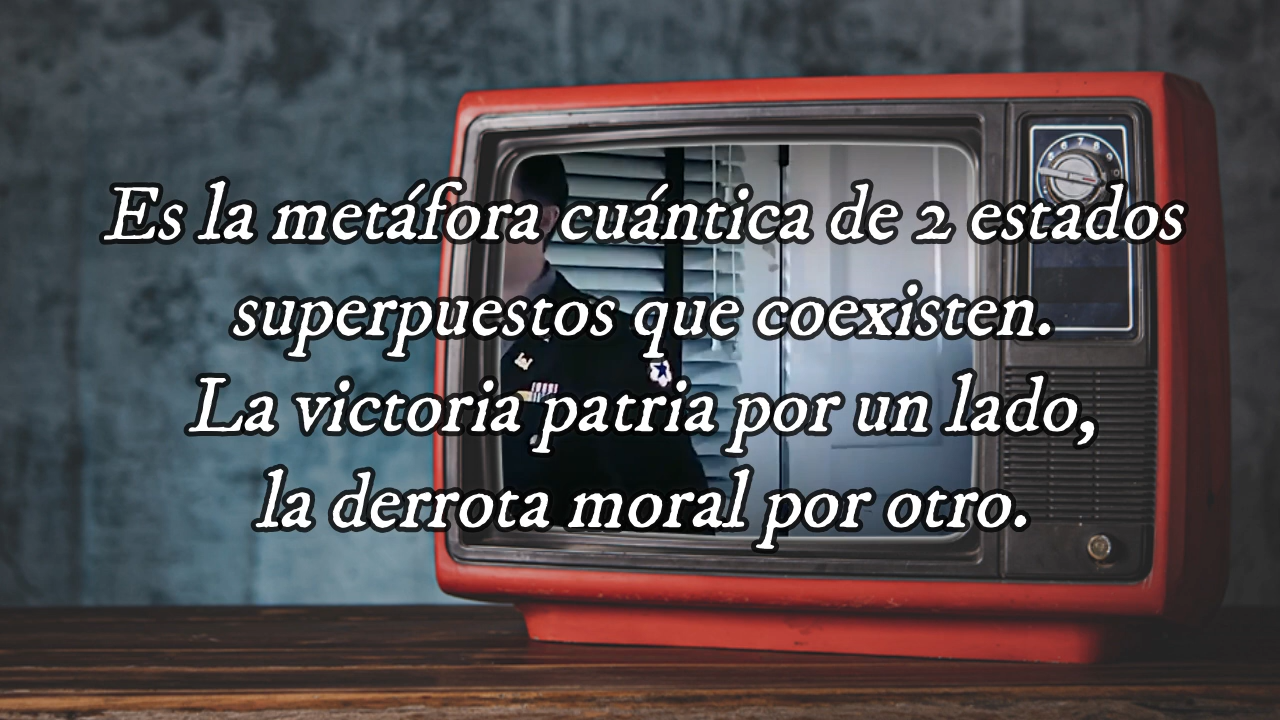 Es la metáfora cuántica de 2 estados
superpuestos que coexisten.
La victoria patria por un lado,
la derrota moral por otro.